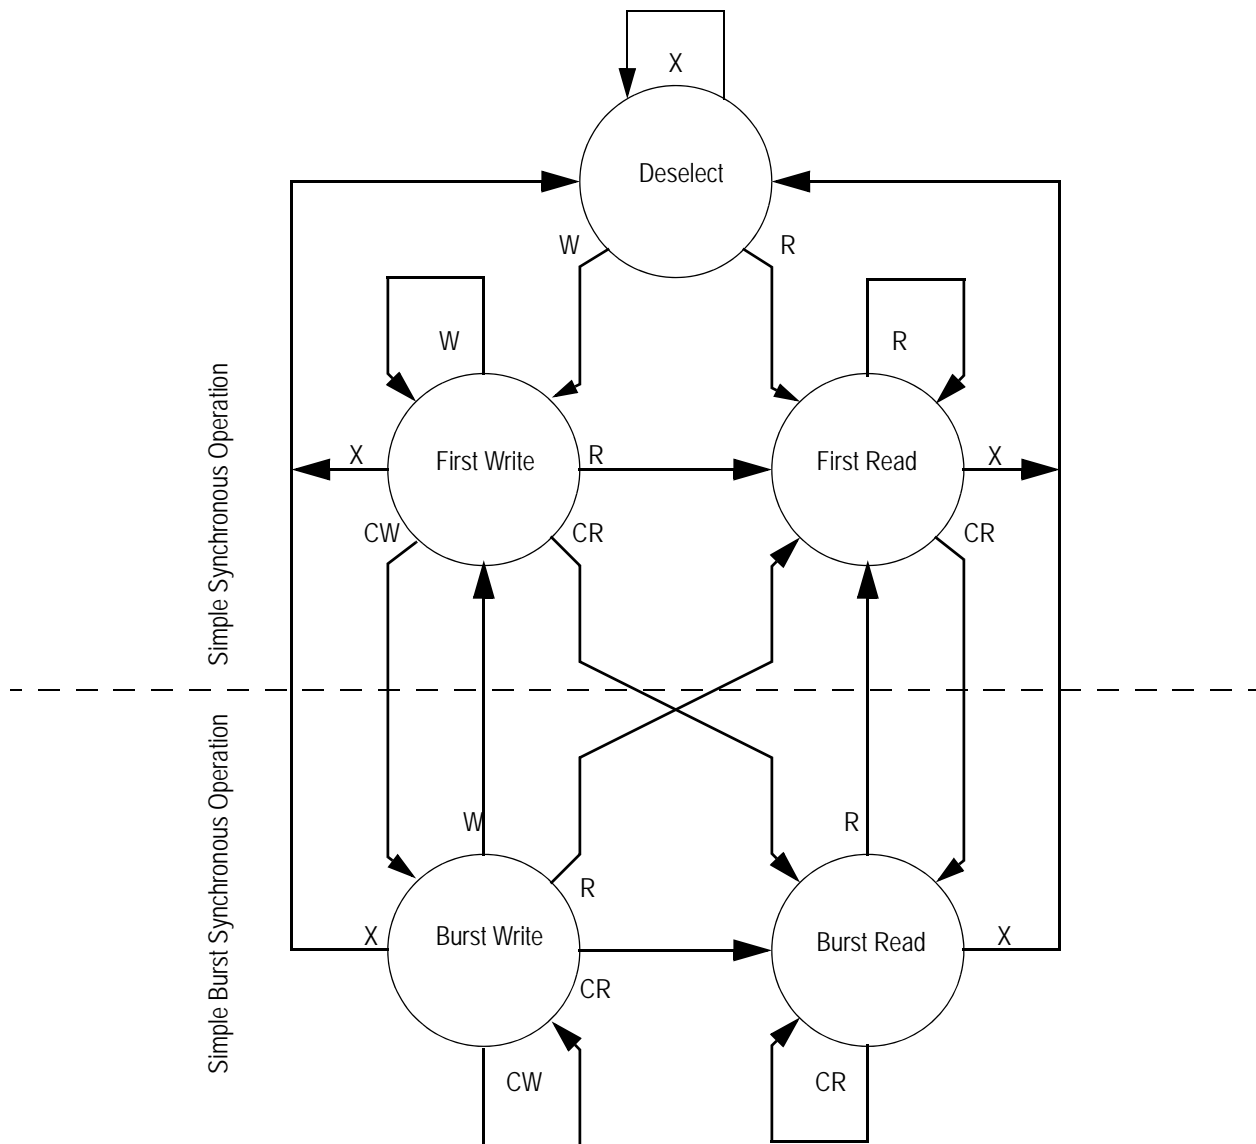 X
Deselect
W
R
W
R
Simple Synchronous Operation
X
First Write
R
First Read
X
CW
CR
CR
Simple Burst Synchronous Operation
W
R
R
X
Burst Write
Burst Read
X
CR
CW
CR